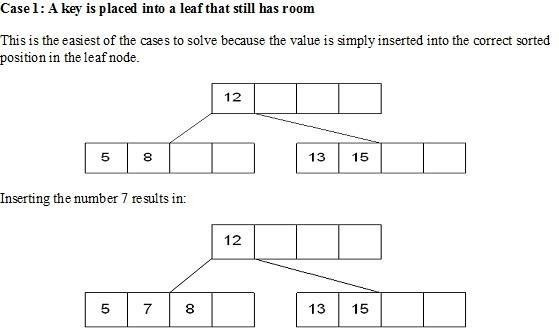 Case 1: A key is placed into a leaf that still has room
This is the easiest of the cases to solve because the value is simply inserted into the correct sorted
position in the leaf node.
12
5 8 13 15
Inserting the number 7 results in:
12
5 7 8 13 15